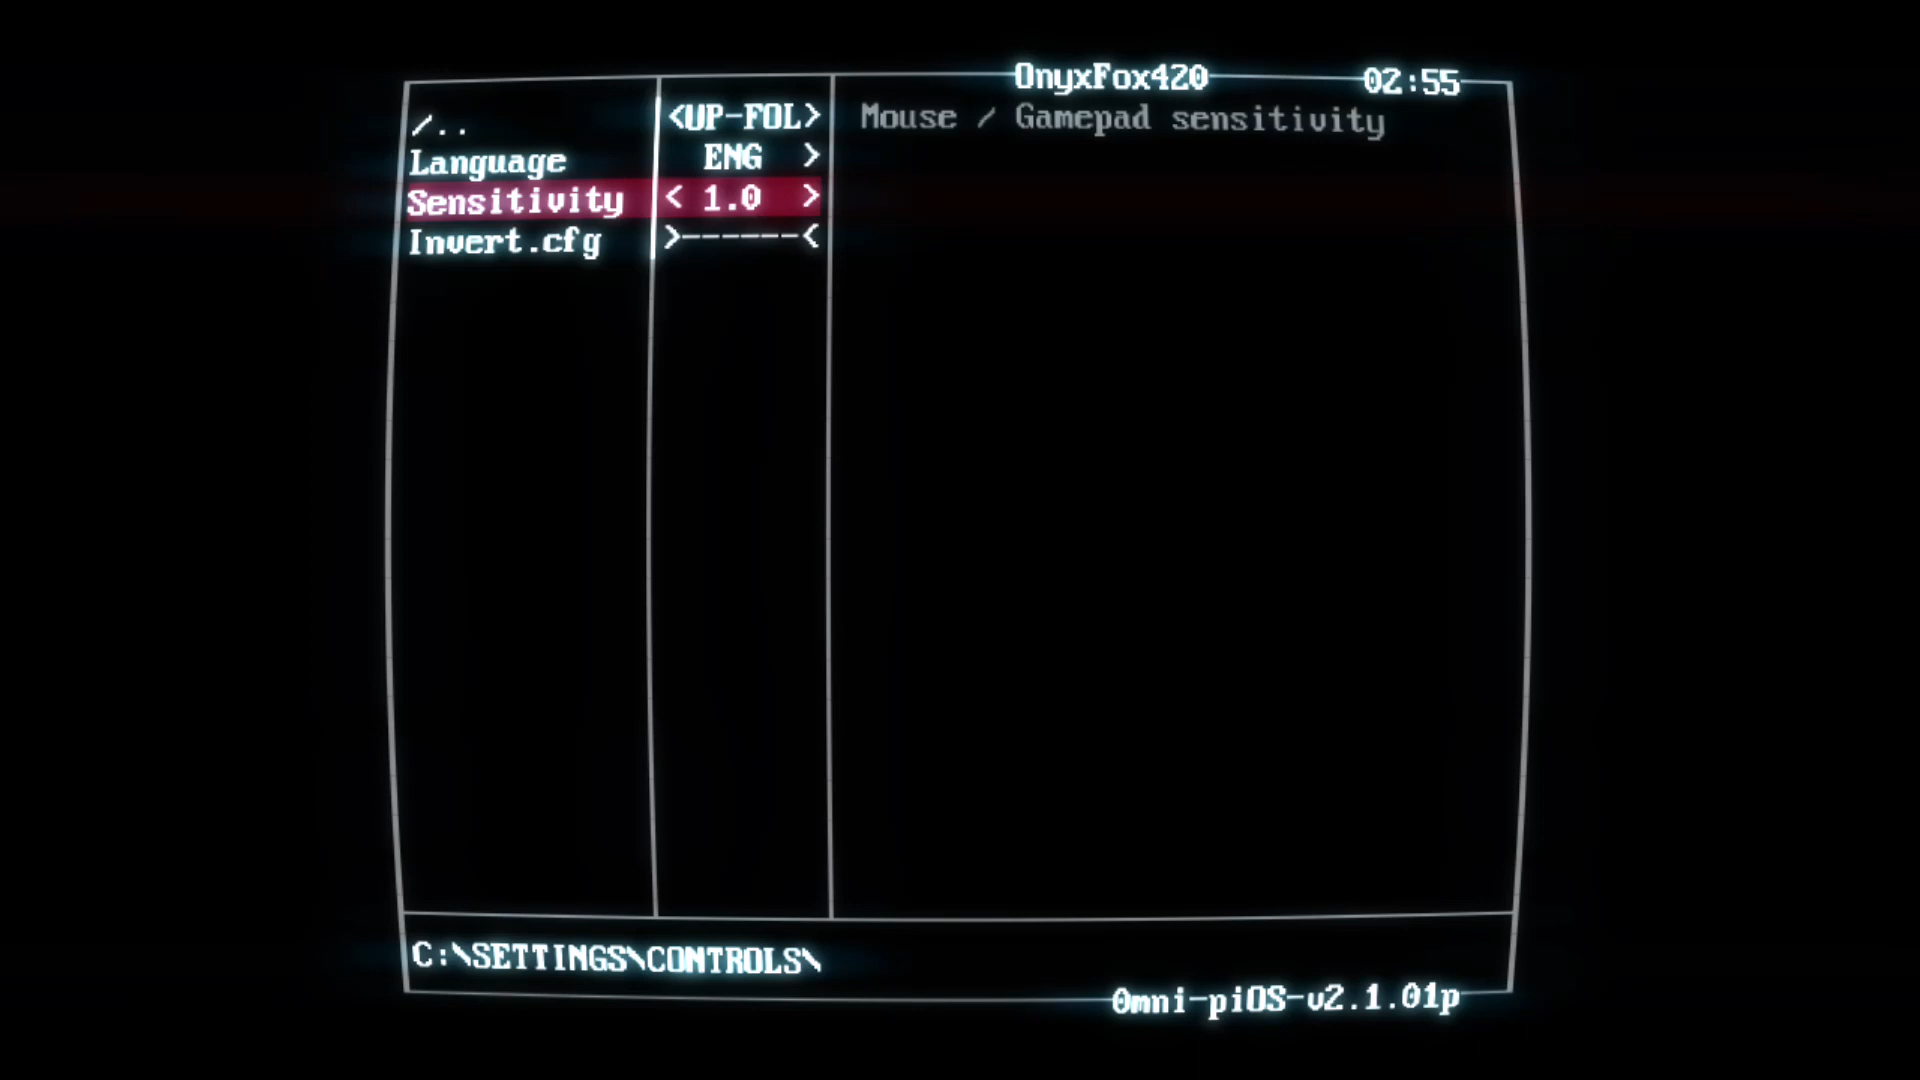 OnyxFox420 02:55
/.. <UP-FOL> Mouse / Gamepad sensitivity
Language ENG >
Sensitivity < 1.0 >
Invert.cfg >------<
C:\SETTINGS\CONTROLS\
0mni-piOS-v2.1.01p